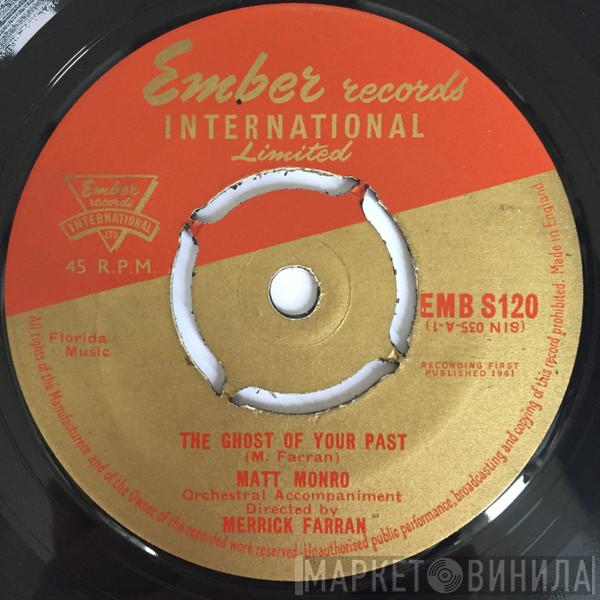 Ember records
INTERNATIONAL
Limited
Ember
records
INTERNATIONAL
LTD
45 R.P.M.
EMB S120
(SIN 035-A-1)
Florida
Music
RECORDING FIRST
PUBLISHED 1961
THE GHOST OF YOUR PAST
(M. Farran)
MATT MONRO
Orchestral Accompaniment
Directed by
MERRICK FARRAN
All rights of the Manufacturers and of the Owner of the recorded work reserved-Unauthorised public performance, broadcasting and copying of this record prohibited. Made in England
МАРКЕТ ВИНИЛА